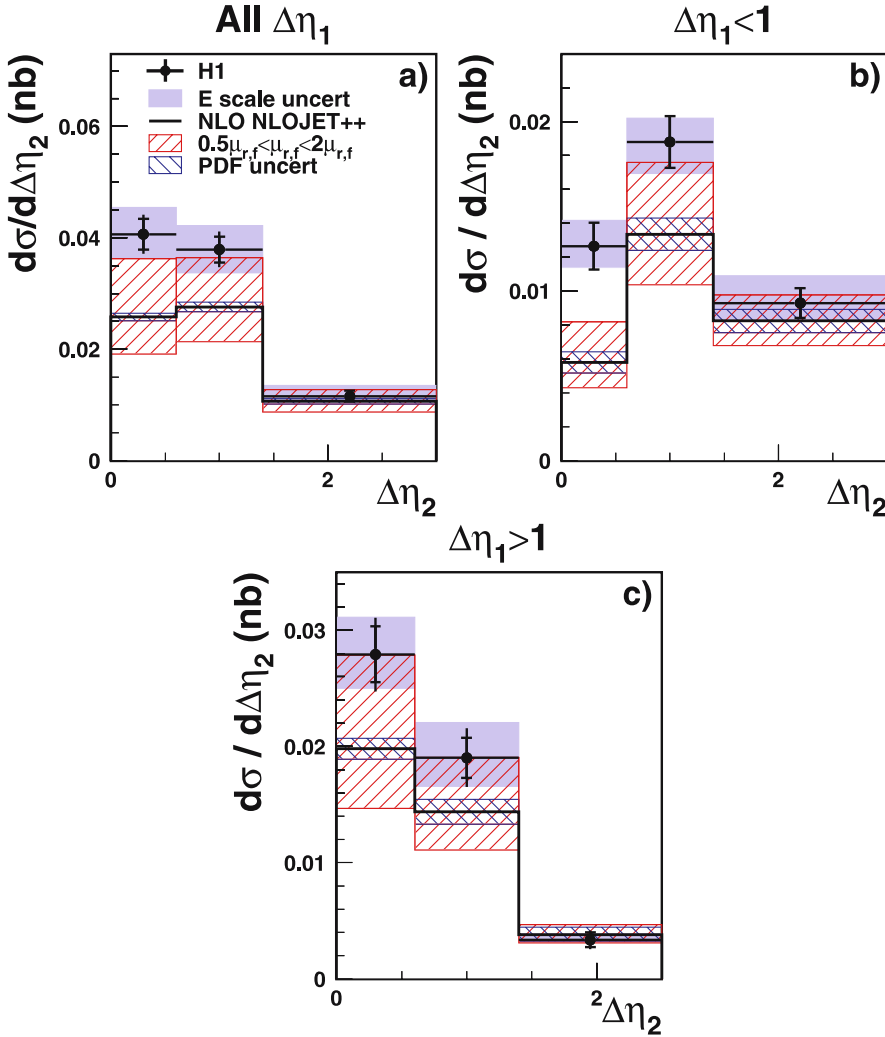 All Δη1
a)
H1
E scale uncert
NLO NLOJET++
0.5μr,f<μr,f<2μr,f
PDF uncert
dσ/dΔη2 (nb)
0.06
0.04
0.02
0
0
2
Δη2
Δη1<1
b)
dσ / dΔη2 (nb)
0.02
0.01
0
0
2
Δη2
Δη1>1
c)
dσ / dΔη2 (nb)
0.03
0.02
0.01
0
0
2
Δη2